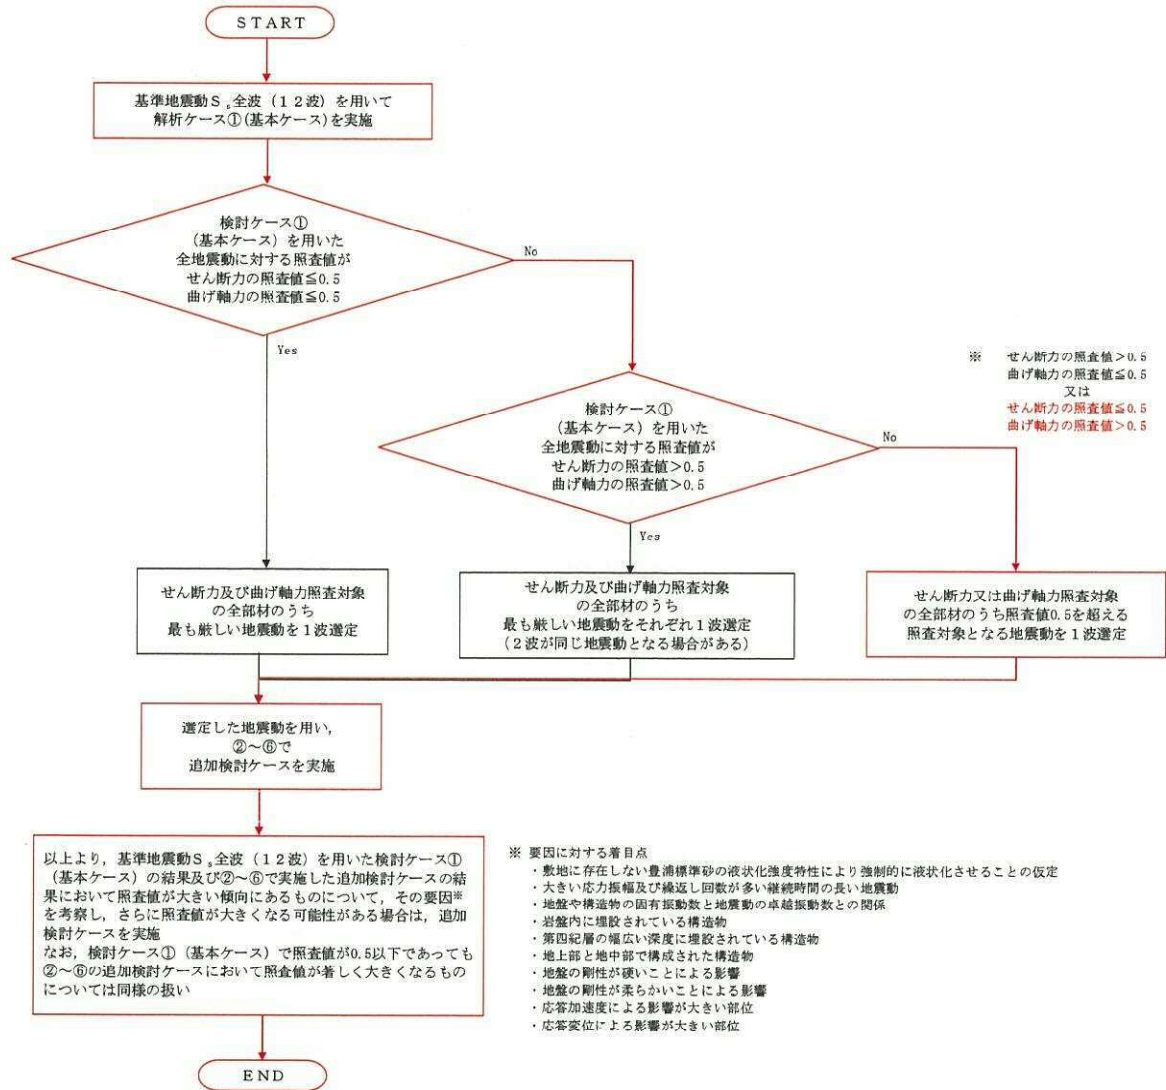 START
基準地震動Ｓs全波（１２波）を用いて
解析ケース①(基本ケース)を実施
検討ケース①
（基本ケース）を用いた
全地震動に対する照査値が
せん断力の照査値≦0.5
曲げ軸力の照査値≦0.5
No
Yes
※　せん断力の照査値＞0.5
曲げ軸力の照査値≦0.5
又は
せん断力の照査値≦0.5
曲げ軸力の照査値＞0.5
検討ケース①
（基本ケース）を用いた
全地震動に対する照査値が
せん断力の照査値＞0.5
曲げ軸力の照査値＞0.5
No
Yes
せん断力及び曲げ軸力照査対象
の全部材のうち
最も厳しい地震動を１波選定
せん断力及び曲げ軸力照査対象
の全部材のうち
最も厳しい地震動をそれぞれ１波選定
（２波が同じ地震動となる場合がある）
せん断力又は曲げ軸力照査対象
の全部材のうち照査値0.5を超える
照査対象となる地震動を１波選定
選定した地震動を用い，
②～⑥で
追加検討ケースを実施
以上より，基準地震動Ｓs全波（１２波）を用いた検討ケース①
（基本ケース）の結果及び②～⑥で実施した追加検討ケースの結
果において照査値が大きい傾向にあるものについて，その要因※
を考察し，さらに照査値が大きくなる可能性がある場合は，追加
検討ケースを実施
なお，検討ケース①（基本ケース）で照査値が0.5以下であっても
②～⑥の追加検討ケースにおいて照査値が著しく大きくなるもの
については同様の扱い
※ 要因に対する着目点
・敷地に存在しない豊浦標準砂の液状化強度特性により強制的に液状化させることの仮定
・大きい応力振幅及び繰返し回数が多い継続時間の長い地震動
・地盤や構造物の固有振動数と地震動の卓越振動数との関係
・岩盤内に埋設されている構造物
・第四紀層の幅広い深度に埋設されている構造物
・地上部と地中部で構成された構造物
・地盤の剛性が硬いことによる影響
・地盤の剛性が柔らかいことによる影響
・応答加速度による影響が大きい部位
・応答変位による影響が大きい部位
END